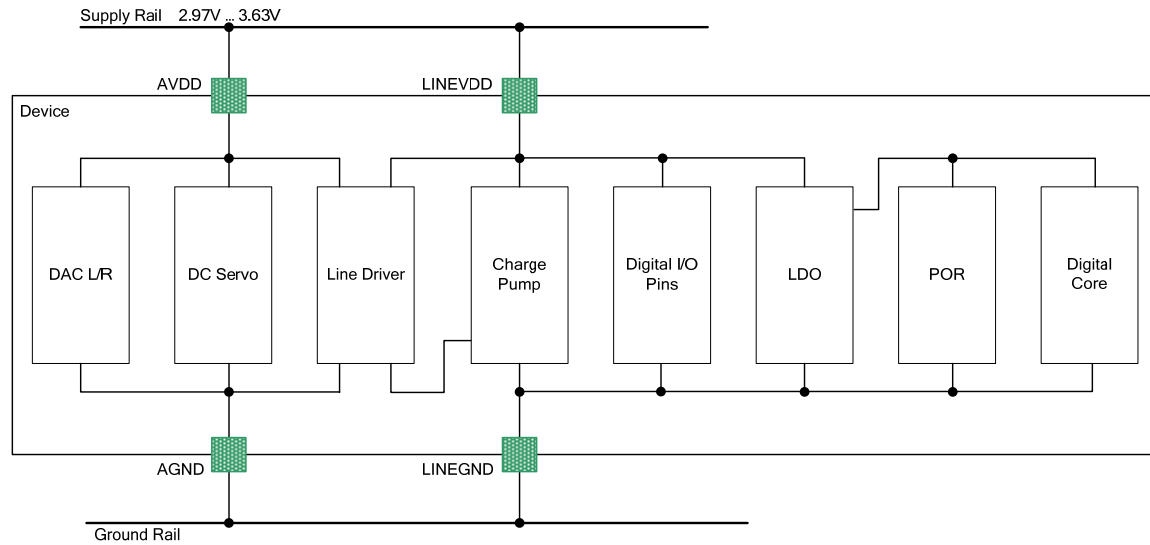 Supply Rail 2.97V ... 3.63V
AVDD
LINEVDD
Device
DAC L/R
DC Servo
Line Driver
Charge
Pump
Digital I/O
Pins
LDO
POR
Digital
Core
AGND
LINEGND
Ground Rail